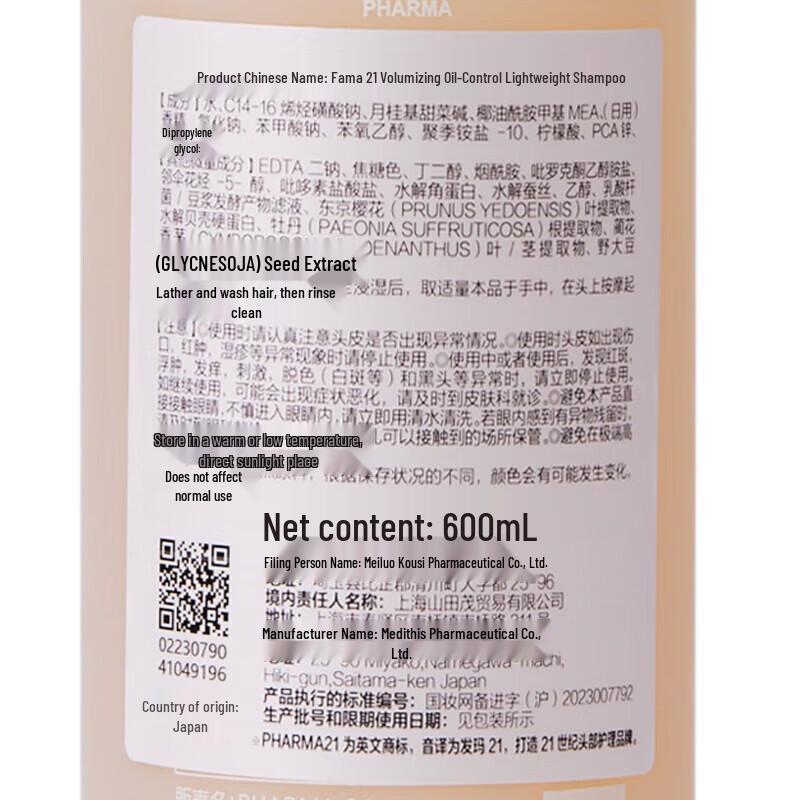 PHARMA
Product Chinese Name: Fama 21 Volumizing Oil-Control Lightweight Shampoo
【成分】水、C14-16 烯烃磺酸钠、月桂基甜菜碱、椰油酰胺甲基 MEA、(日用)
香精、氯化钠、苯甲酸钠、苯氧乙醇、聚季铵盐 -10、柠檬酸、PCA 锌、
Dipropylene
glycol:
【其他微量成分】EDTA 二钠、焦糖色、丁二醇、烟酰胺、吡罗克酮乙醇胺盐、
邻伞花烃 -5- 醇、吡哆素盐酸盐、水解角蛋白、水解蚕丝、乙醇、乳酸杆
菌 / 豆浆发酵产物滤液、东京樱花 ( PRUNUS YEDOENSIS ) 叶提取物、
水解贝壳硬蛋白、牡丹 ( PAEONIA SUFFRUTICOSA ) 根提取物、
OENANTHUS ) 叶 / 茎提取物、野大豆
(GLYCNESOJA) Seed Extract
浸湿后，取适量本品于手中，在头上按摩起
Lather and wash hair, then rinse
clean
【注意】◎使用时请认真注意头皮是否出现异常情况。◎使用时头皮如出现伤
口，红肿，湿疹等异常现象时请停止使用。◎使用中或者使用后，发现红斑，
浮肿，发痒，刺激，脱色（白斑等）和黑头等异常时，请立即停止使用。
如继续使用，可能会出现症状恶化，请及时到皮肤科就诊。◎避免本产品直
接接触眼睛，不慎进入眼睛内，请立即用清水清洗。若眼内感到有异物残留时，
儿可以接触到的场所保管。◎避免在极端高
Store in a warm or low temperature,
direct sunlight place
依据保存状况的不同，颜色会有可能发生变化，
Does not affect
normal use
Net content: 600mL
Filing Person Name: Meiluo Kousi Pharmaceutical Co., Ltd.
25-96
境内责任人名称：上海山田茂贸易有限公司
Manufacturer Name: Medithis Pharmaceutical Co.,
Ltd.
Miyako,Namegawa-machi,
Hiki-gun,Saitama-ken Japan
02230790
41049196
Country of origin:
Japan
产品执行的标准编号：国妆网备进字（沪）2023007792
生产批号和限期使用日期：见包装所示
*PHARMA21 为英文商标，音译为发玛 21，打造 21 世纪头部护理品牌。